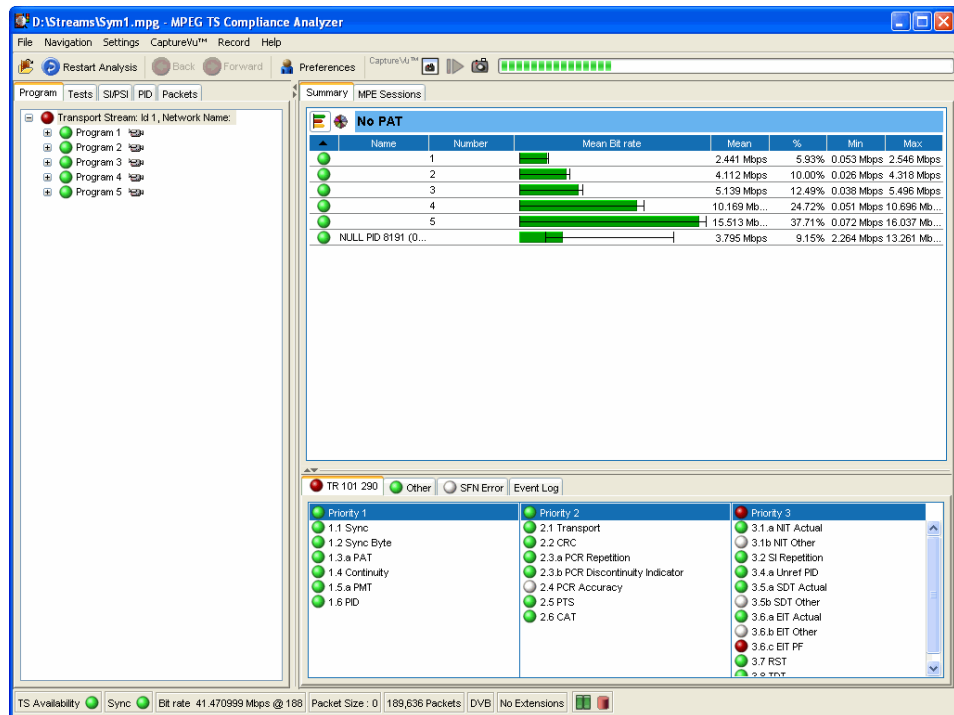 D:\Streams\Sym1.mpg - MPEG TS Compliance Analyzer
File Navigation Settings CaptureVu™ Record Help
Restart Analysis Back Forward Preferences CaptureVu™
Program Tests SI/PSI PID Packets
Summary MPE Sessions
Transport Stream: Id 1, Network Name:
Program 1
Program 2
Program 3
Program 4
Program 5
No PAT
Name Number Mean Bit rate Mean % Min Max
1 2.441 Mbps 5.93% 0.053 Mbps 2.546 Mbps
2 4.112 Mbps 10.00% 0.026 Mbps 4.318 Mbps
3 5.139 Mbps 12.49% 0.038 Mbps 5.496 Mbps
4 10.169 Mb... 24.72% 0.051 Mbps 10.696 Mb...
5 15.513 Mb... 37.71% 0.072 Mbps 16.037 Mb...
NULL PID 8191 (0... 3.795 Mbps 9.15% 2.264 Mbps 13.261 Mb...
TR 101 290 Other SFN Error Event Log
Priority 1
1.1 Sync
1.2 Sync Byte
1.3.a PAT
1.4 Continuity
1.5.a PMT
1.6 PID
Priority 2
2.1 Transport
2.2 CRC
2.3.a PCR Repetition
2.3.b PCR Discontinuity Indicator
2.4 PCR Accuracy
2.5 PTS
2.6 CAT
Priority 3
3.1.a NIT Actual
3.1b NIT Other
3.2 SI Repetition
3.4.a Unref PID
3.5.a SDT Actual
3.5b SDT Other
3.6.a EIT Actual
3.6.b EIT Other
3.6.c EIT PF
3.7 RST
3.8 TDT
TS Availability Sync Bit rate 41.470999 Mbps @ 188 Packet Size : 0 189,636 Packets DVB No Extensions